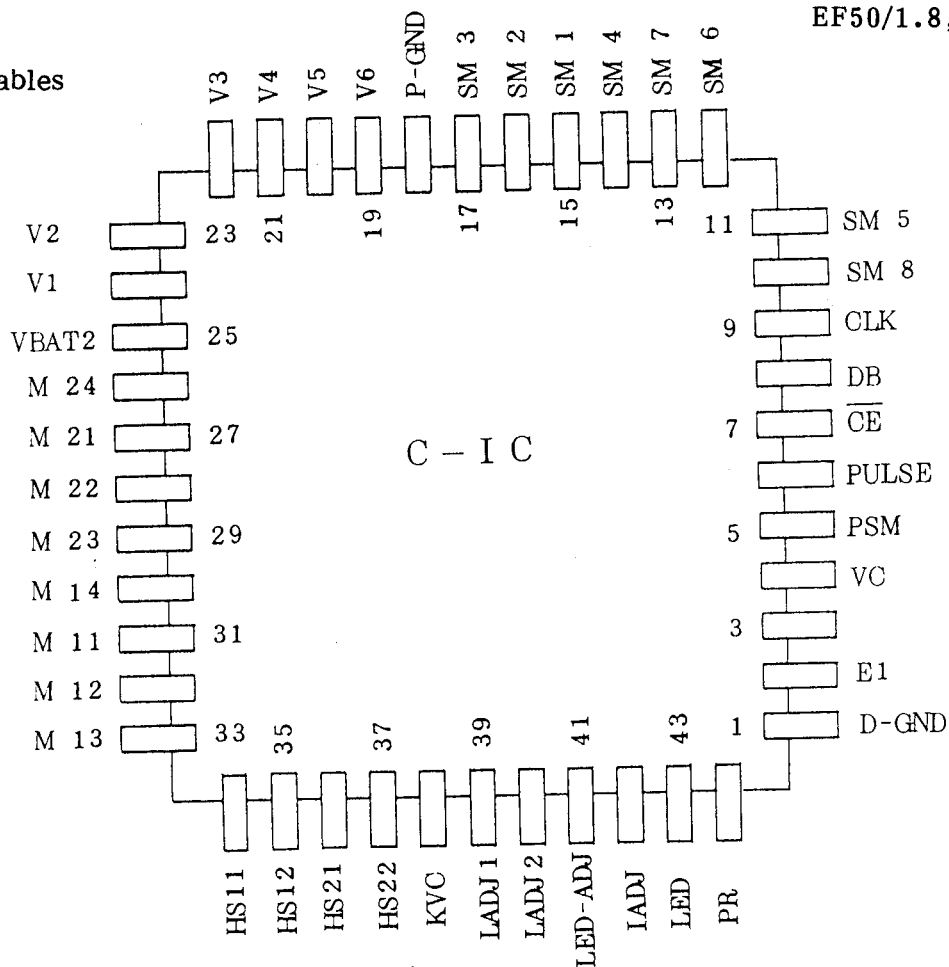 EF50/1.8,
ables
V3 V4 V5 V6 P-GND SM 3 SM 2 SM 1 SM 4 SM 7 SM 6
23 21 19 17 15 13 11
V2
V1
VBAT2 25
M 24
M 21 27
M 22
M 23 29
M 14
M 11 31
M 12
M 13 33
C-IC
SM 5
SM 8
9 CLK
DB
7 CE
PULSE
5 PSM
VC
3
E1
1 D-GND
35 37 39 41 43
HS11 HS12 HS21 HS22 KVC LADJ1 LADJ2 LED-ADJ IADJ LED PR